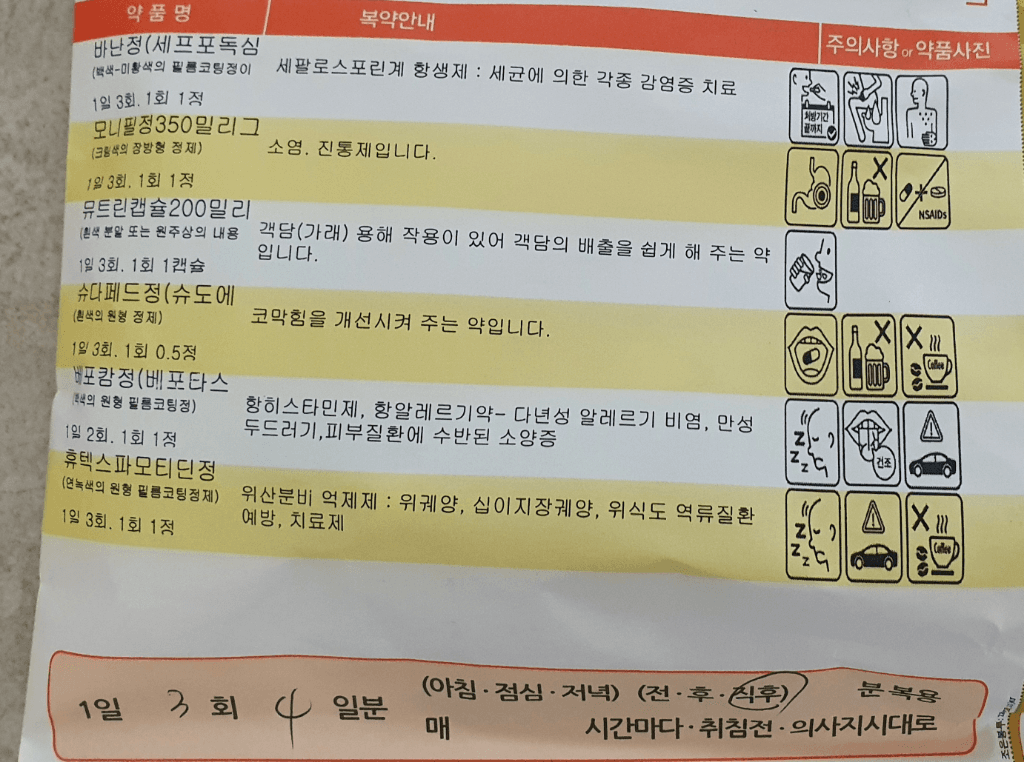 약 품 명 복약안내 주의사항 or 약품사진
바난정(세프포독심
(백색-미황색의 필름코팅정이
세팔로스포린계 항생제 : 세균에 의한 각종 감염증 치료
1일 3회. 1회 1정
처방기간
끝까지
모니필정350밀리그
(크림색의 장방형 정제)
소염. 진통제입니다.
1일 3회. 1회 1정
NSAIDs
뮤트린캡슐200밀리
(흰색 분말 또는 원주상의 내용
객담(가래) 용해 작용이 있어 객담의 배출을 쉽게 해 주는 약
입니다.
1일 3회. 1회 1캡슐
슈다페드정(슈도에
(흰색의 원형 정제)
코막힘을 개선시켜 주는 약입니다.
1일 3회. 1회 0.5정
Coffee
베포캄정(베포타스
(백색의 원형 필름코팅정)
항히스타민제, 항알레르기약- 다년성 알레르기 비염, 만성
두드러기,피부질환에 수반된 소양증
1일 2회. 1회 1정
z z z
건조
휴텍스파모티딘정
(연녹색의 원형 필름코팅정제)
위산분비 억제제 : 위궤양, 십이지장궤양, 위식도 역류질환
예방, 치료제
1일 3회. 1회 1정
z z z
Coffee
1일 3 회 4 일분 (아침·점심·저녁) (전·후·직후) 분 복용
매 시간마다·취침전·의사지시대로
조은봉투